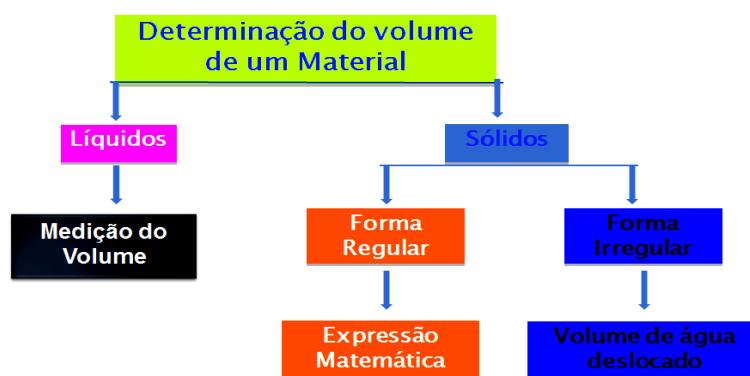 Determinação do volume
de um Material
Líquidos
Sólidos
Medição do
Volume
Forma
Regular
Forma
Irregular
Expressão
Matemática
Volume de água
deslocado